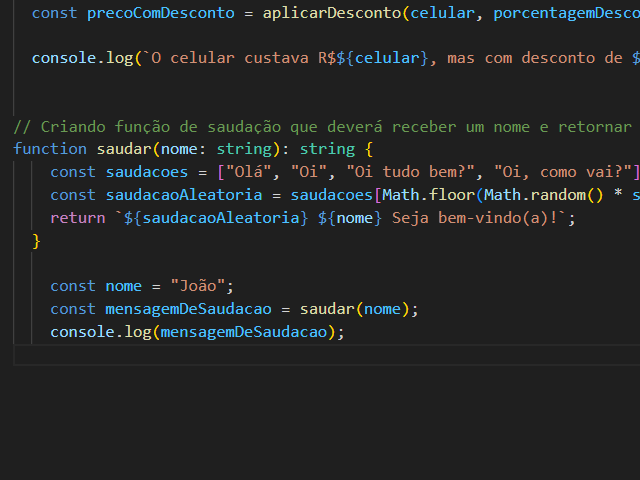 const precoComDesconto = aplicarDesconto(celular, porcentagemDesco
console.log(`O celular custava R$${celular}, mas com desconto de $
// Criando função de saudação que deverá receber um nome e retornar
function saudar(nome: string): string {
const saudacoes = ["Olá", "Oi", "Oi tudo bem?", "Oi, como vai?"]
const saudacaoAleatoria = saudacoes[Math.floor(Math.random() * s
return `${saudacaoAleatoria} ${nome} Seja bem-vindo(a)!`;
}
const nome = "João";
const mensagemDeSaudacao = saudar(nome);
console.log(mensagemDeSaudacao);